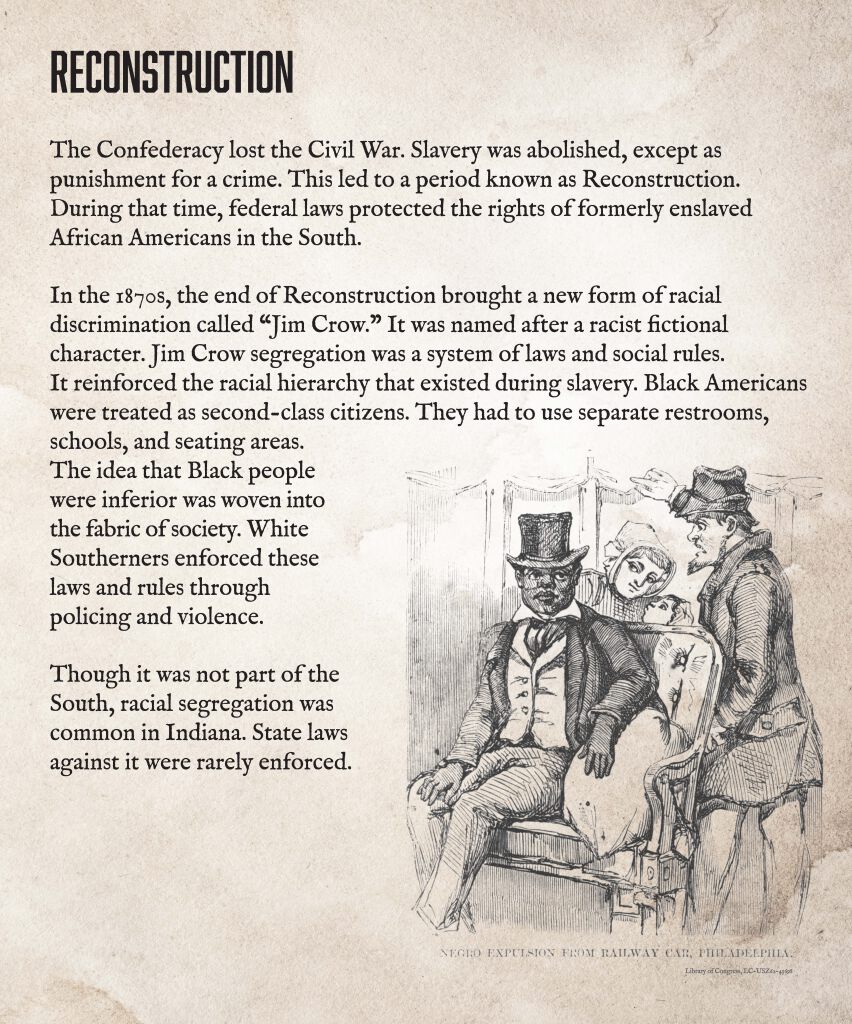 RECONSTRUCTION
The Confederacy lost the Civil War. Slavery was abolished, except as
punishment for a crime. This led to a period known as Reconstruction.
During that time, federal laws protected the rights of formerly enslaved
African Americans in the South.
In the 1870s, the end of Reconstruction brought a new form of racial
discrimination called “Jim Crow.” It was named after a racist fictional
character. Jim Crow segregation was a system of laws and social rules.
It reinforced the racial hierarchy that existed during slavery. Black Americans
were treated as second-class citizens. They had to use separate restrooms,
schools, and seating areas.
The idea that Black people
were inferior was woven into
the fabric of society. White
Southerners enforced these
laws and rules through
policing and violence.
Though it was not part of the
South, racial segregation was
common in Indiana. State laws
against it were rarely enforced.
NEGRO EXPULSION FROM RAILWAY CAR, PHILADELPHIA.
Library of Congress,